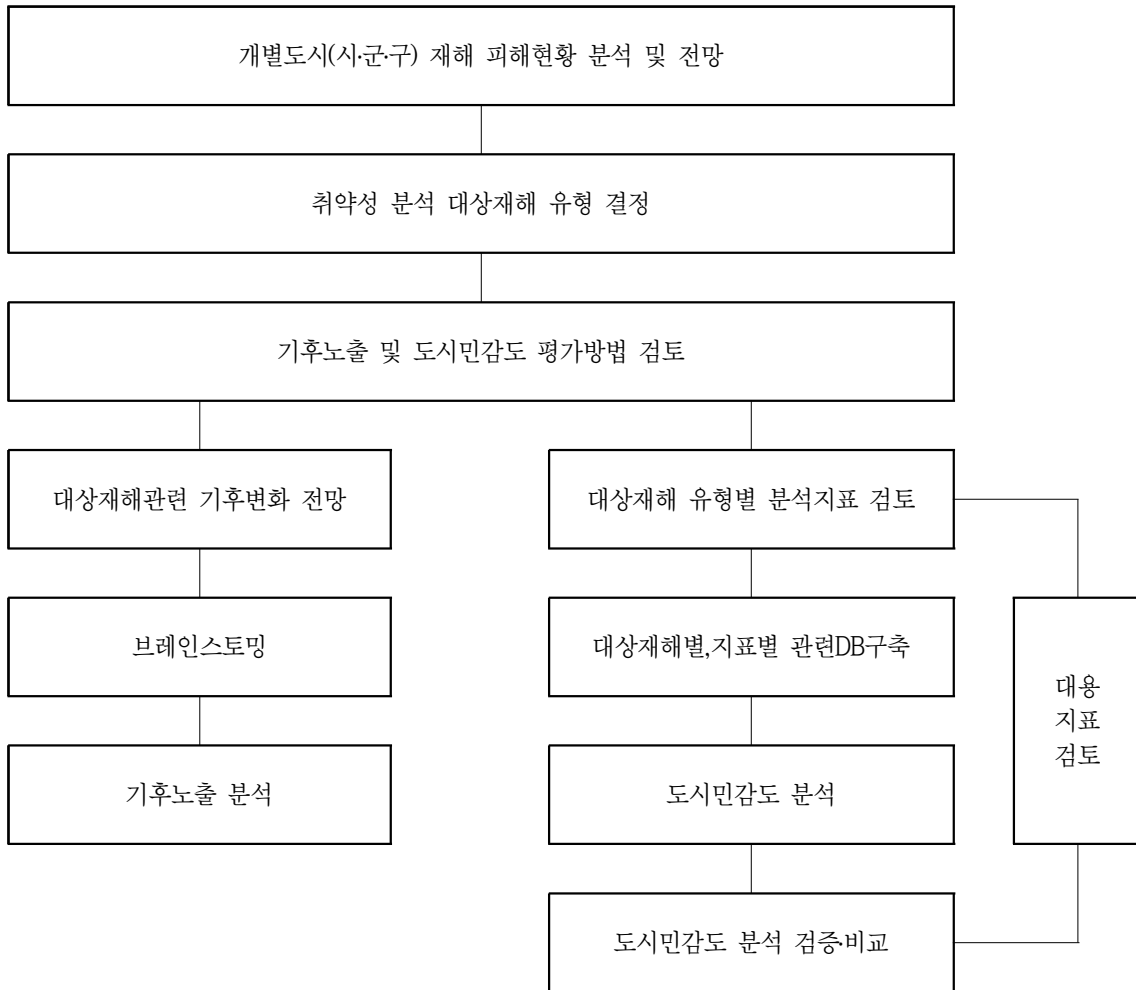 개별도시(시·군·구) 재해 피해현황 분석 및 전망
취약성 분석 대상재해 유형 결정
기후노출 및 도시민감도 평가방법 검토
대상재해관련 기후변화 전망
대상재해 유형별 분석지표 검토
브레인스토밍
대상재해별,지표별 관련DB구축
대용
지표
검토
기후노출 분석
도시민감도 분석
도시민감도 분석 검증·비교